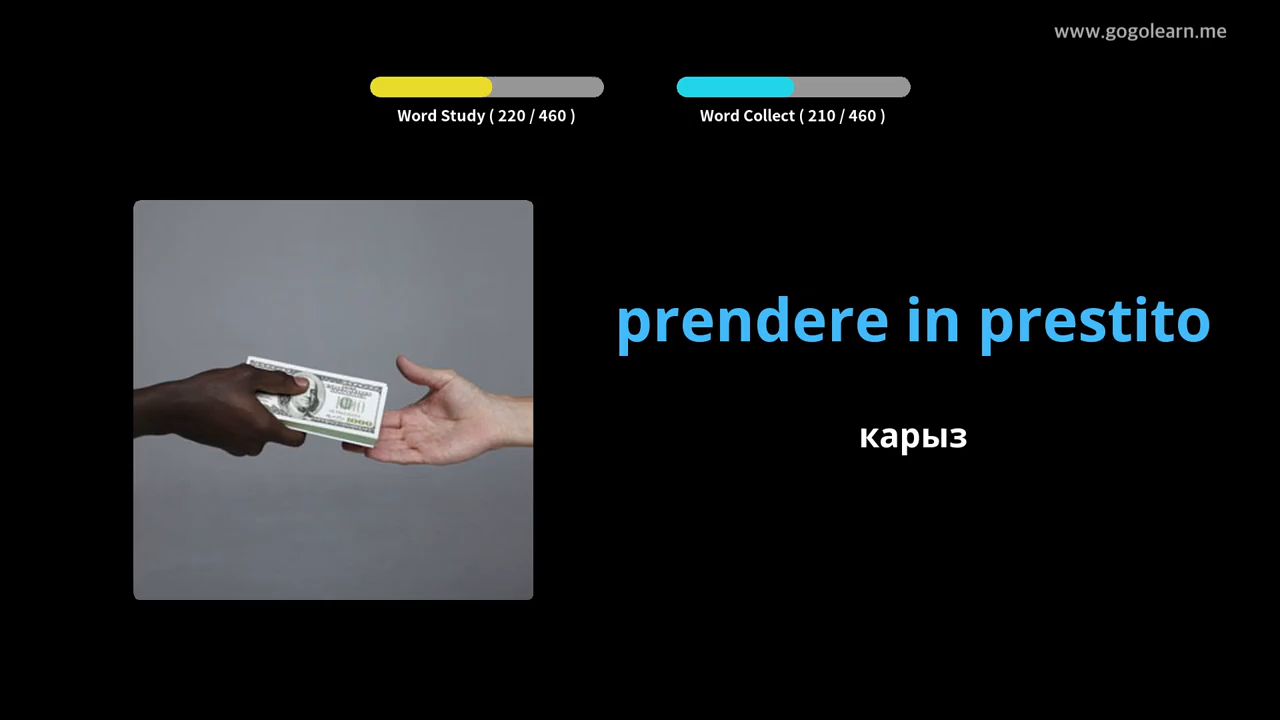 www.gogolearn.me
Word Study ( 220 / 460 )
Word Collect ( 210 / 460 )
prendere in prestito
карыз